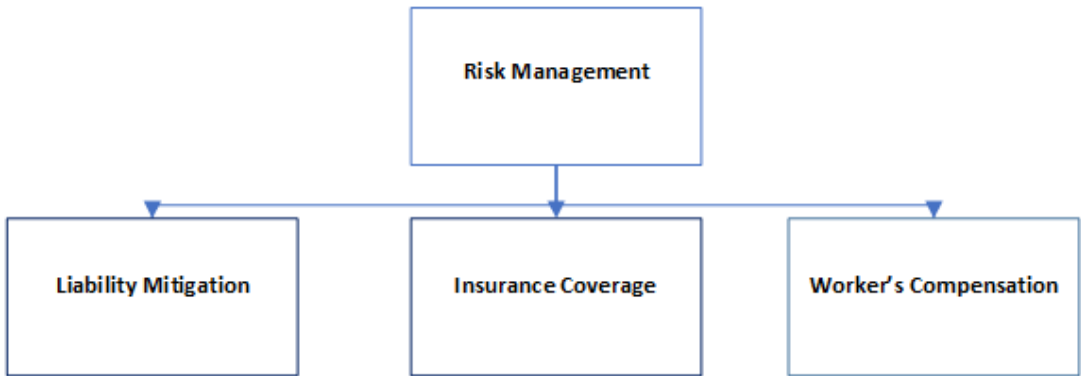 Risk Management
Liability Mitigation
Insurance Coverage
Worker’s Compensation